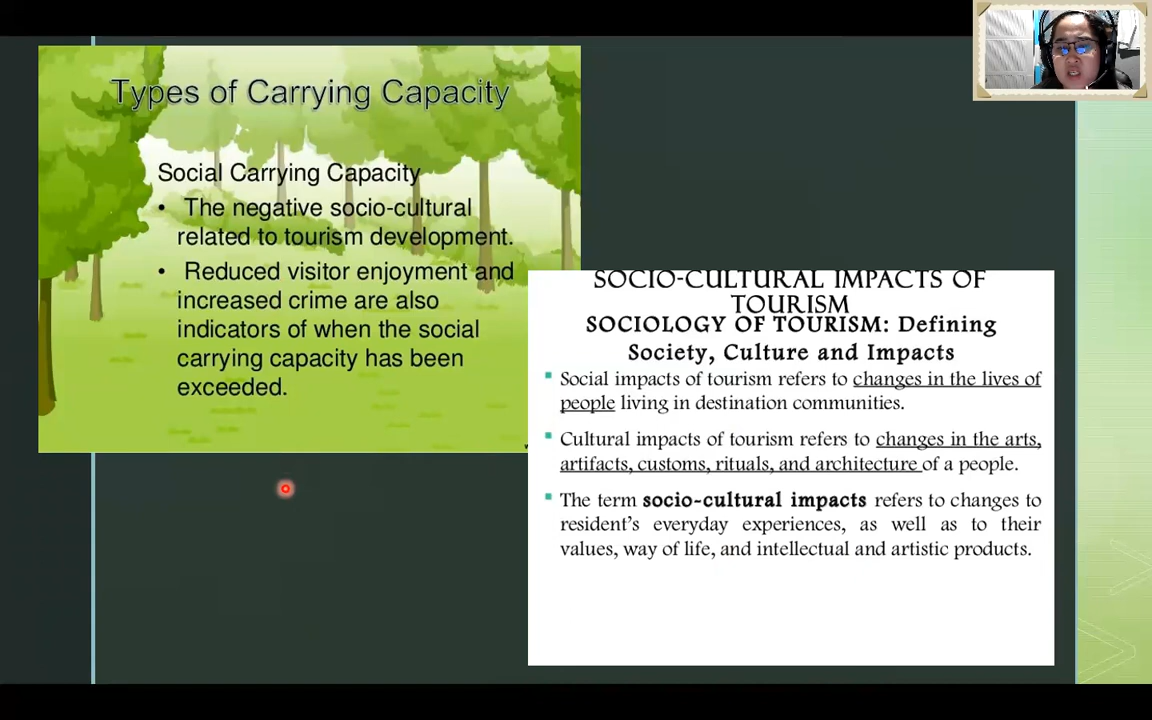 Types of Carrying Capacity
Social Carrying Capacity
• The negative socio-cultural
related to tourism development.
• Reduced visitor enjoyment and
increased crime are also
indicators of when the social
carrying capacity has been
exceeded.
SOCIO-CULTURAL IMPACTS OF
TOURISM
SOCIOLOGY OF TOURISM: Defining
Society, Culture and Impacts
Social impacts of tourism refers to changes in the lives of
people living in destination communities.
Cultural impacts of tourism refers to changes in the arts,
artifacts, customs, rituals, and architecture of a people.
The term socio-cultural impacts refers to changes to
resident's everyday experiences, as well as to their
values, way of life, and intellectual and artistic products.